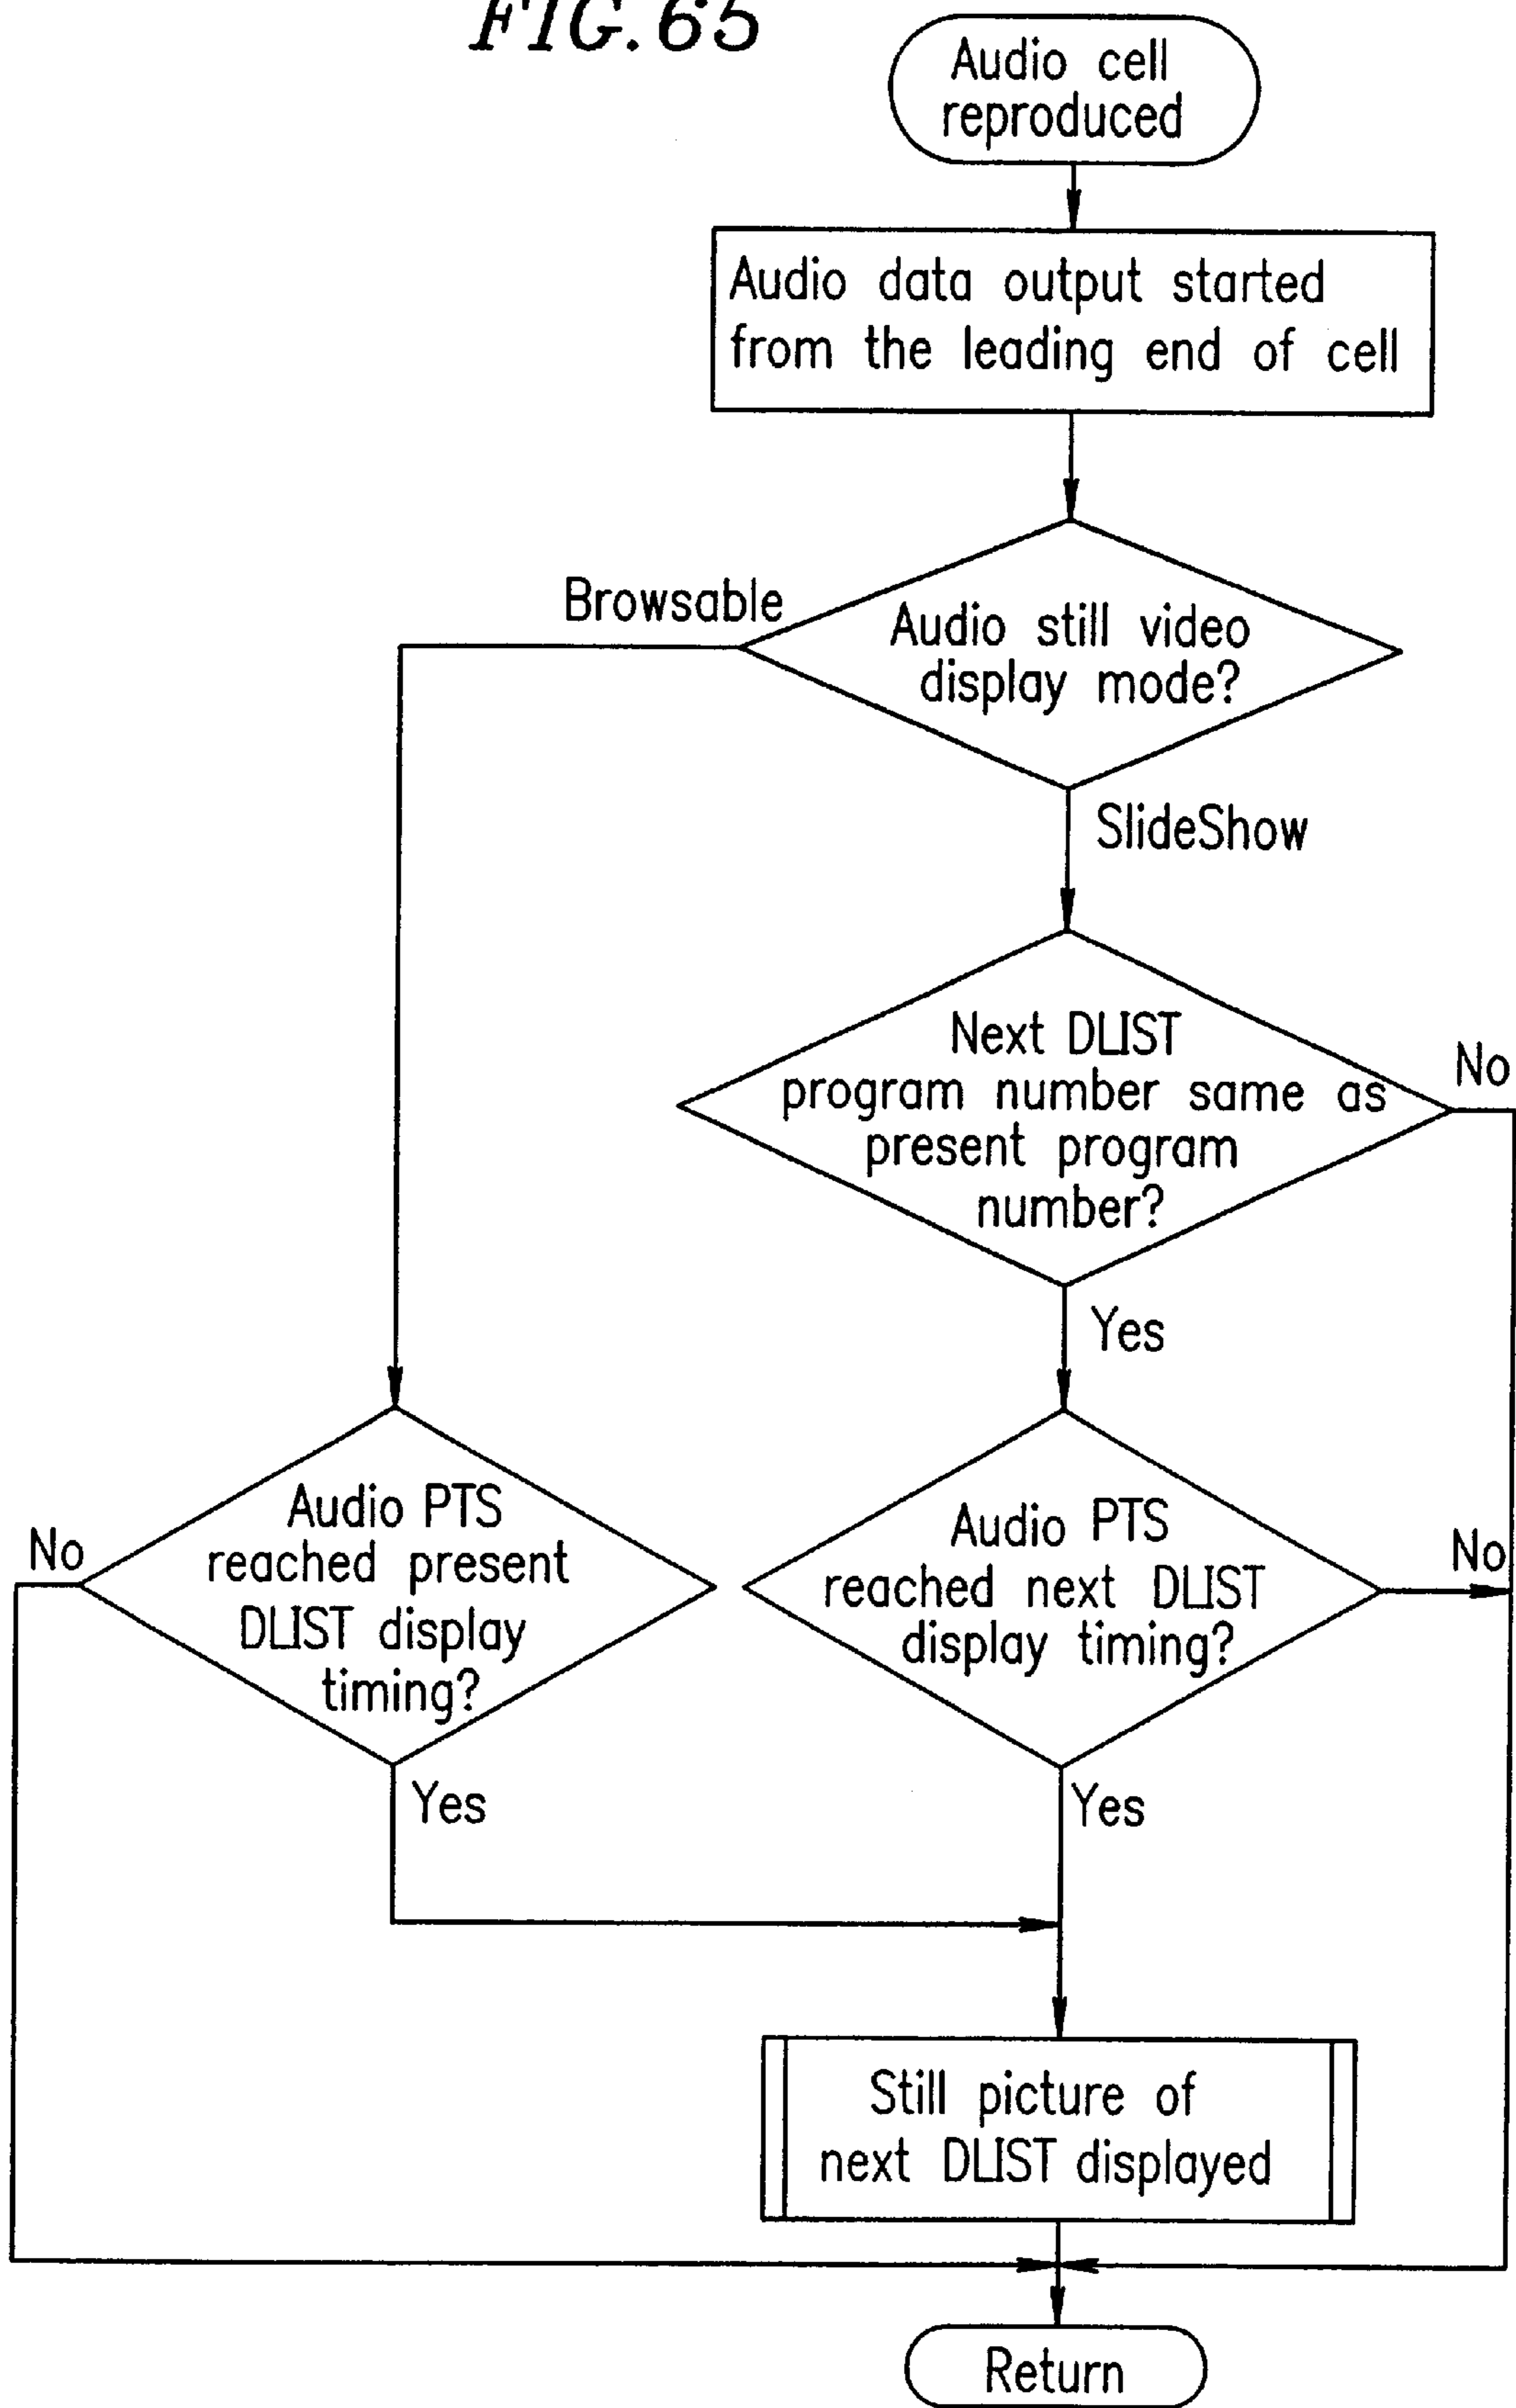 FIG.65
Audio cell
reproduced
Audio data output started
from the leading end of cell
Browsable
Audio still video
display mode?
SlideShow
Next DLIST
program number same as
present program
number?
No
Yes
Audio PTS
reached present
DLIST display
timing?
No
Yes
Audio PTS
reached next DLIST
display timing?
No
Yes
Still picture of
next DLIST displayed
Return